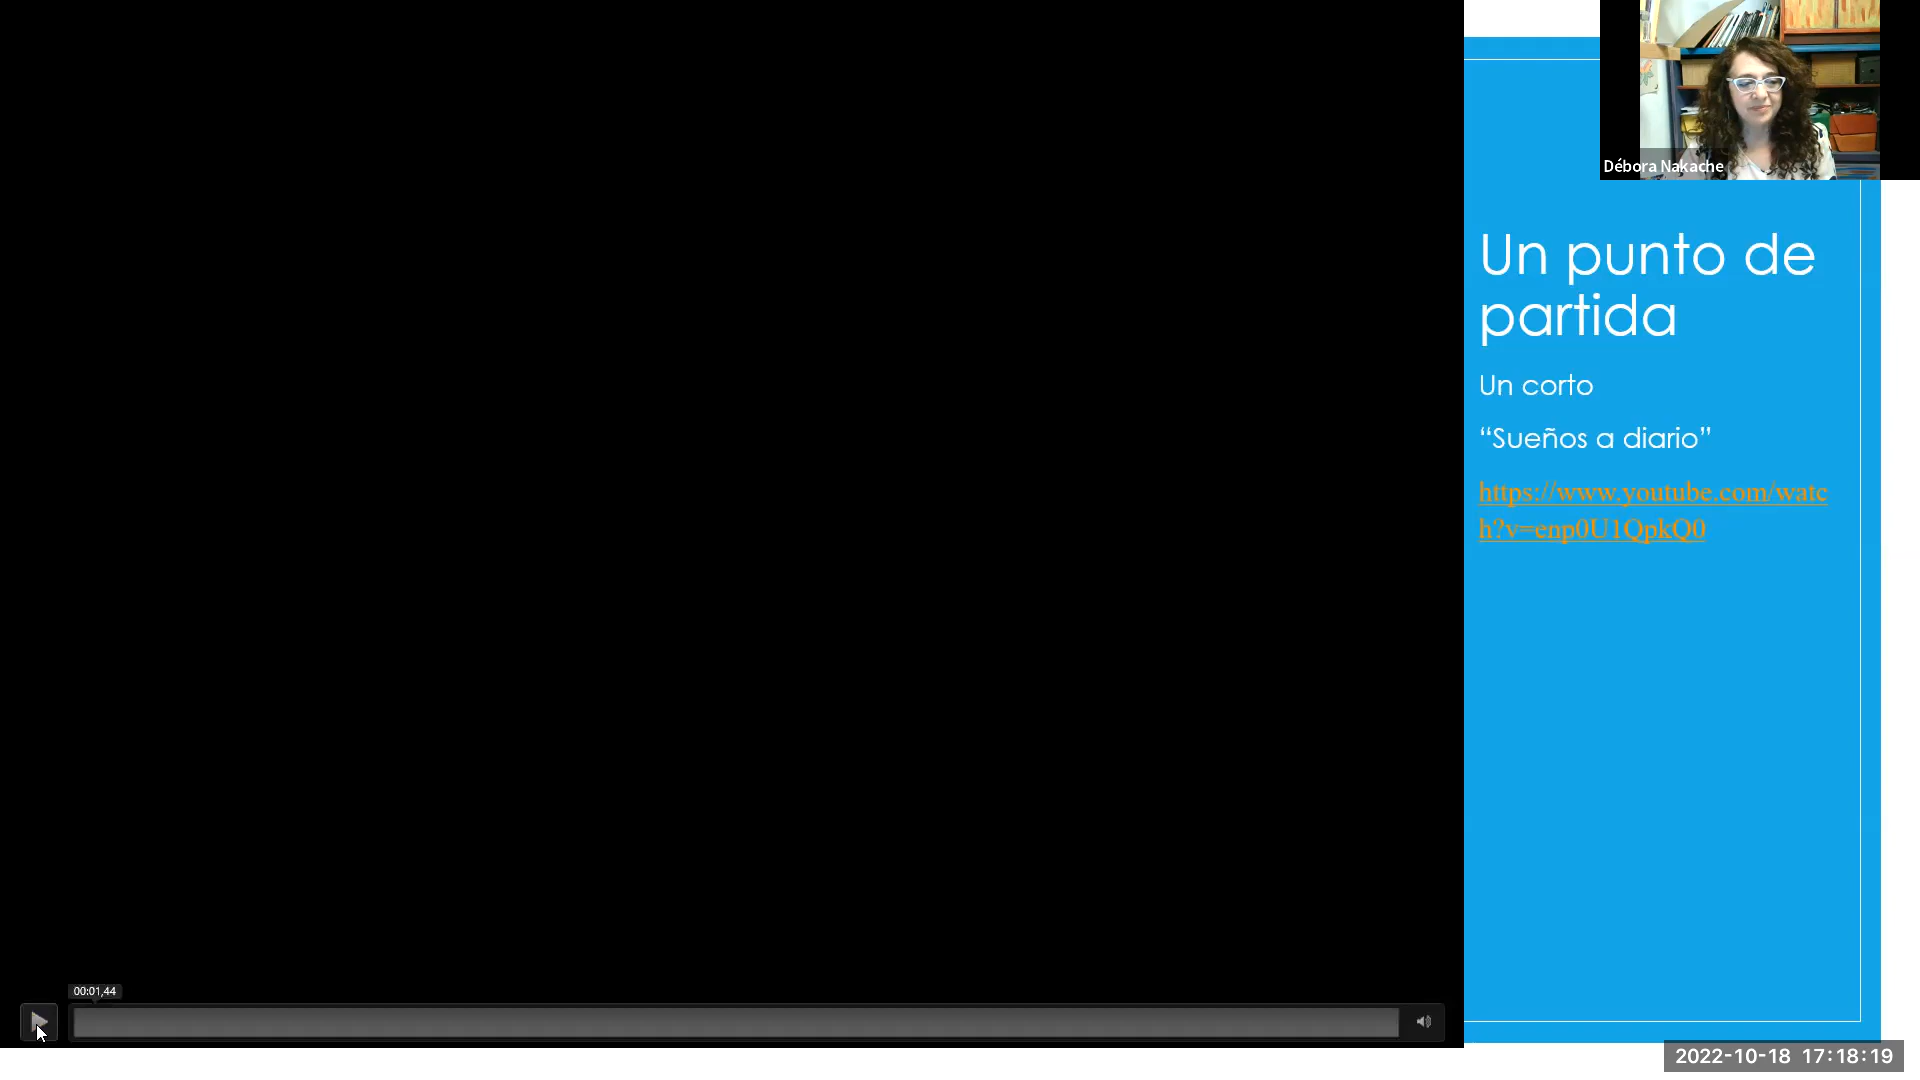 Débora Nakache
Un punto de
partida
Un corto
“Sueños a diario”
https://www.youtube.com/watc
h?v=enp0U1QpkQ0
00:01,44
2022-10-18 17:18:19